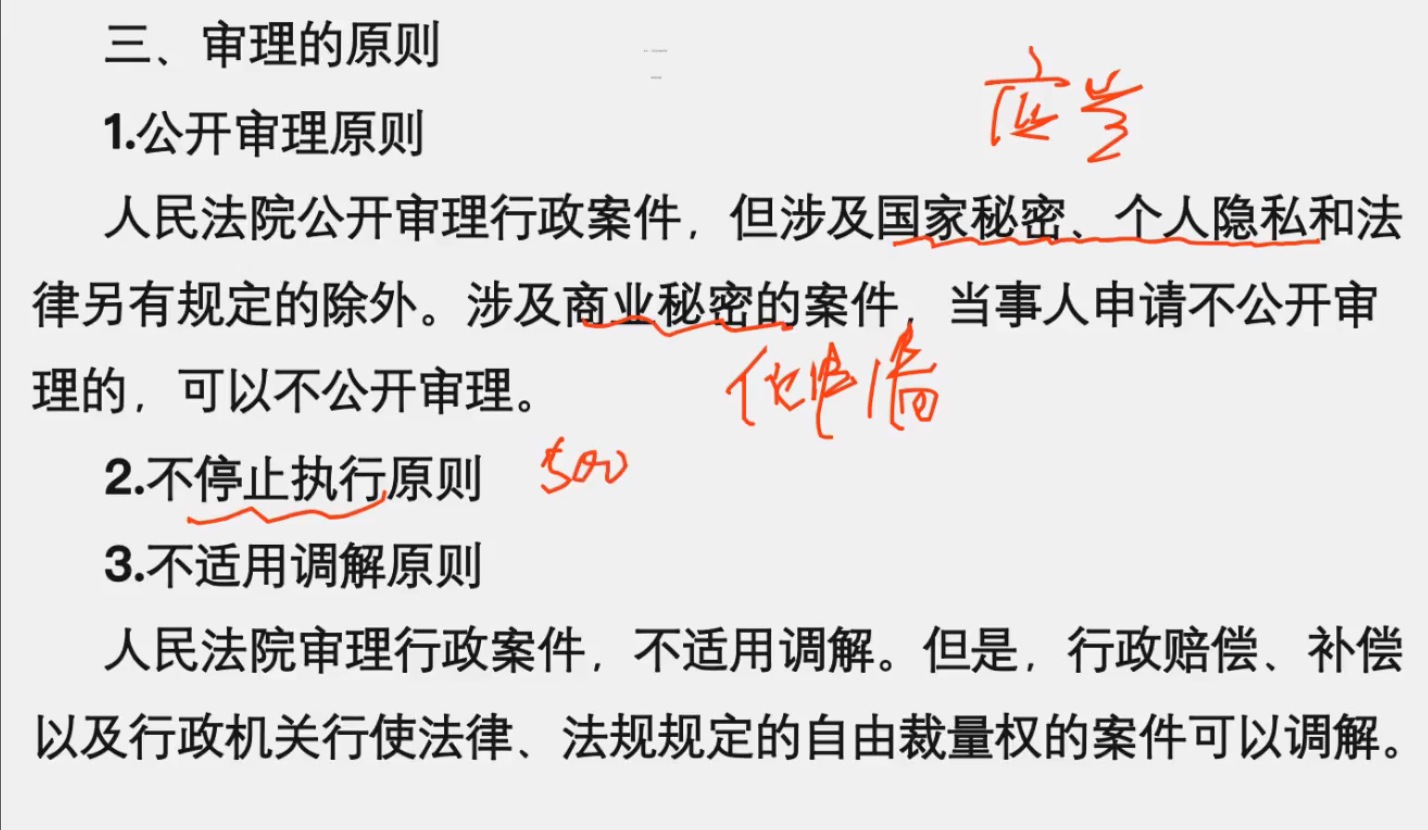 三、审理的原则
1.公开审理原则
人民法院公开审理行政案件，但涉及国家秘密、个人隐私和法
律另有规定的除外。涉及商业秘密的案件，当事人申请不公开审
理的，可以不公开审理。
2.不停止执行原则 500
3.不适用调解原则
人民法院审理行政案件，不适用调解。但是，行政赔偿、补偿
以及行政机关行使法律、法规规定的自由裁量权的案件可以调解。